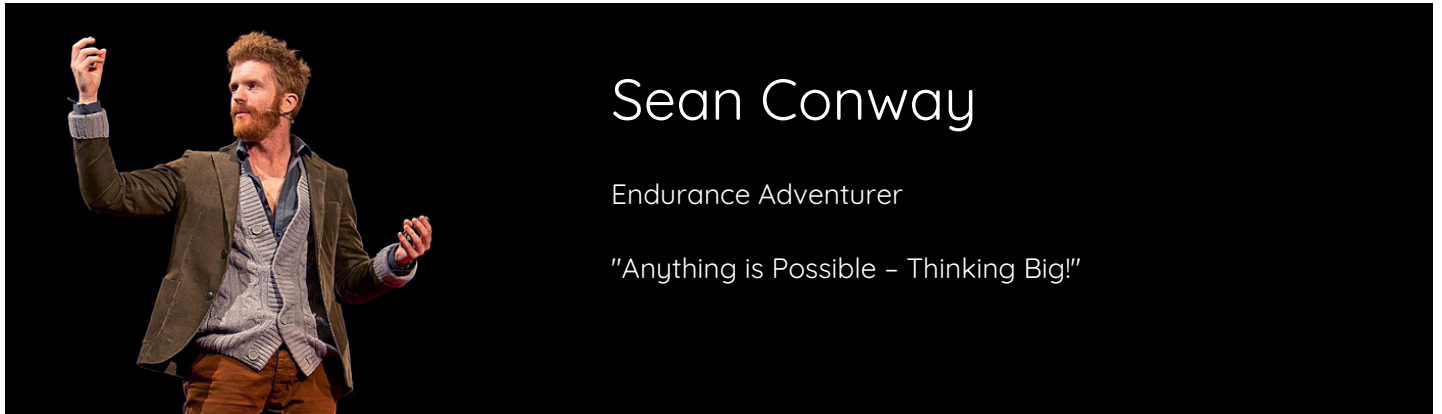 Sean Conway
Endurance Adventurer
"Anything is Possible – Thinking Big!"